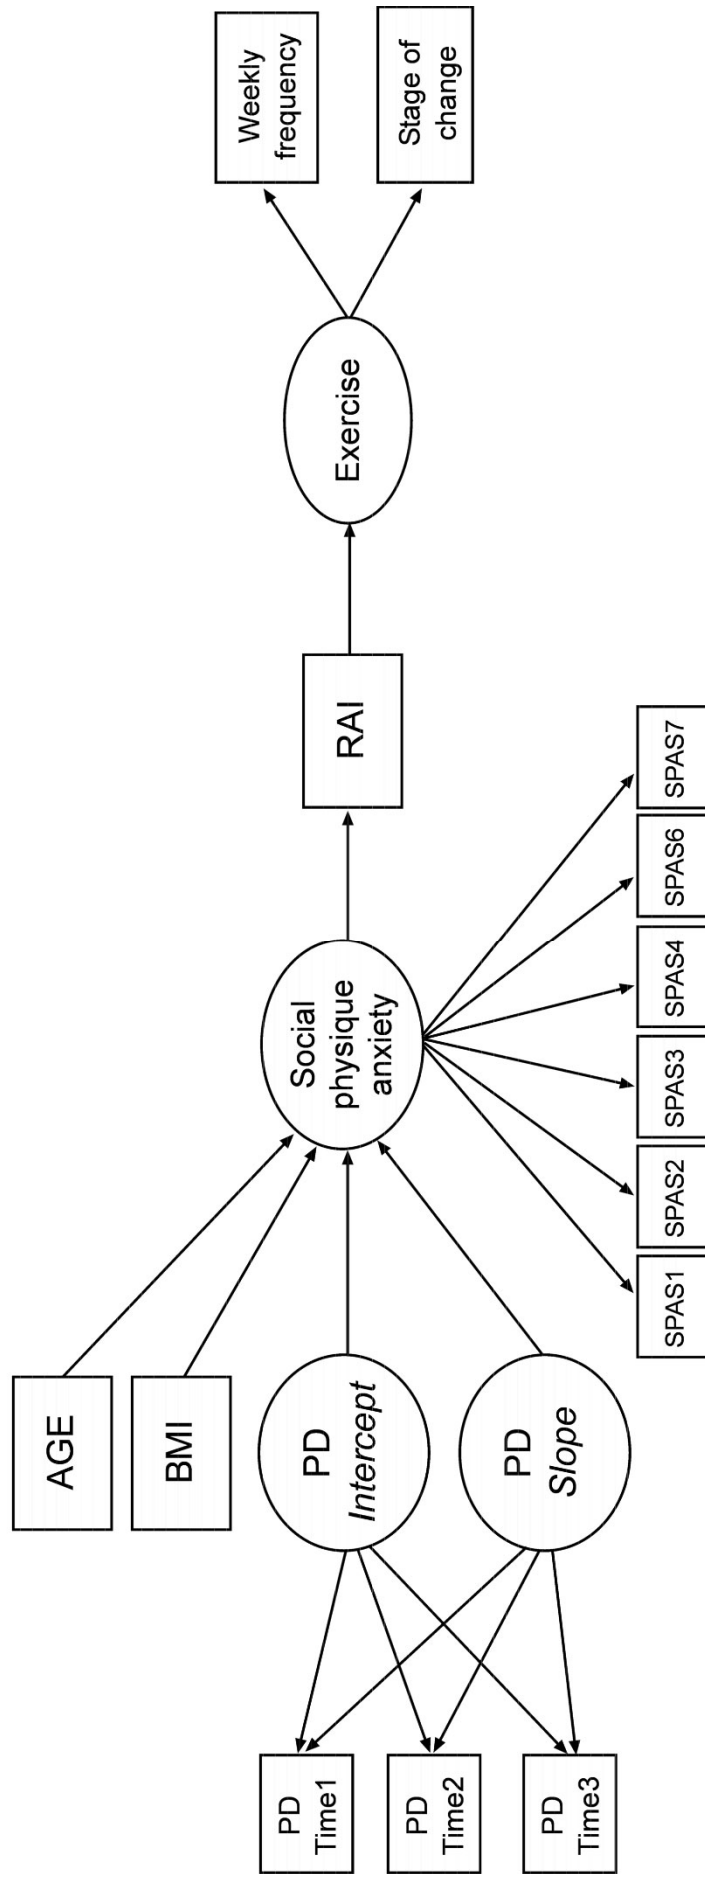 AGE
BMI
PD
Time1
PD
Time2
PD
Time3
PD
Intercept
PD
Slope
Social
physique
anxiety
RAI
Exercise
Weekly
frequency
Stage of
change
SPAS1
SPAS2
SPAS3
SPAS4
SPAS6
SPAS7